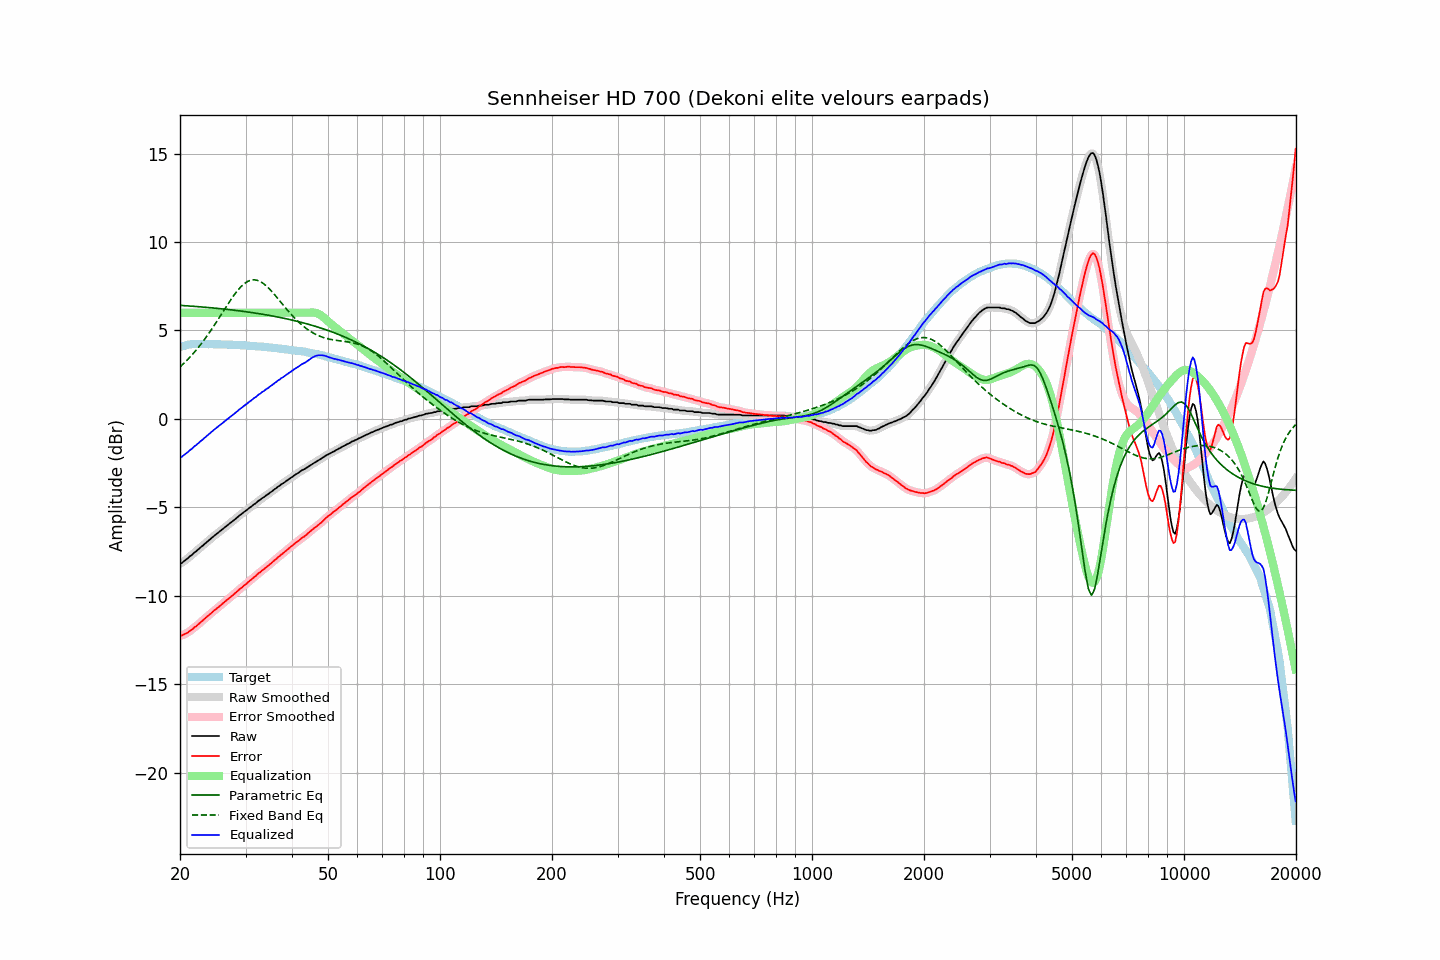 Sennheiser HD 700 (Dekoni elite velours earpads)
Amplitude (dBr)
15
10
5
0
−5
−10
−15
−20
Target
Raw Smoothed
Error Smoothed
Raw
Error
Equalization
Parametric Eq
Fixed Band Eq
Equalized
20 50 100 200 500 1000 2000 5000 10000 20000
Frequency (Hz)